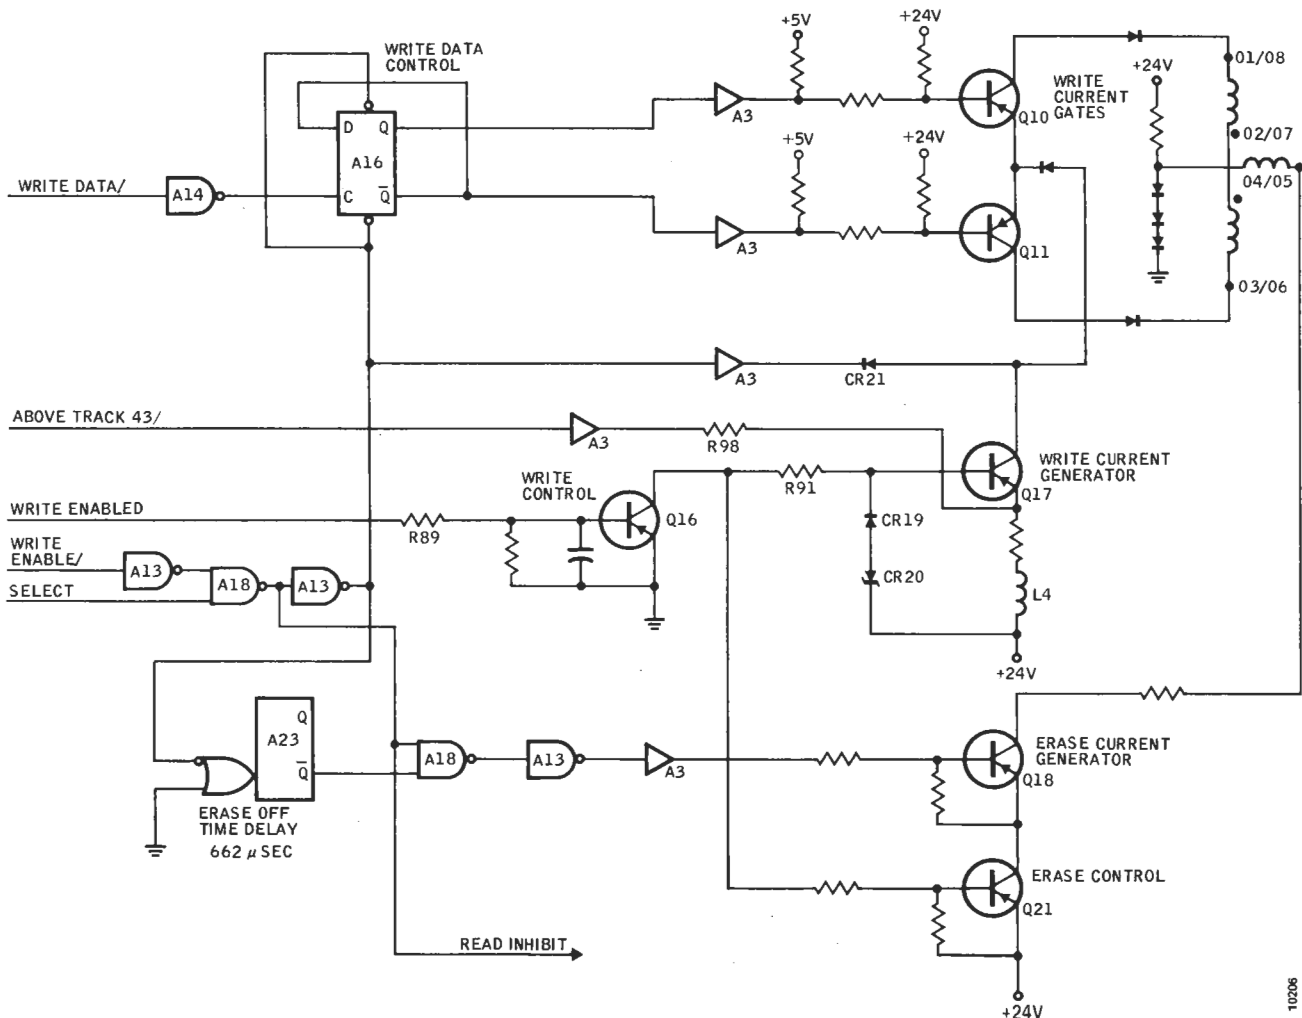 +5V
+24V
WRITE DATA
CONTROL
WRITE
CURRENT
GATES
+24V
01/08
D Q
A16
C Q̅
A3
Q10
02/07
04/05
WRITE DATA/
A14
+5V
+24V
A3
Q11
03/06
A3
CR21
ABOVE TRACK 43/
A3
R98
WRITE CURRENT
GENERATOR
Q17
WRITE
CONTROL
Q16
R91
WRITE ENABLED
R89
CR19
CR20
L4
+24V
WRITE
ENABLE/
A13
A18
A13
SELECT
Q
A23
Q̅
ERASE OFF
TIME DELAY
662 μ SEC
A18
A13
A3
ERASE CURRENT
GENERATOR
Q18
ERASE CONTROL
Q21
READ INHIBIT
+24V
10206